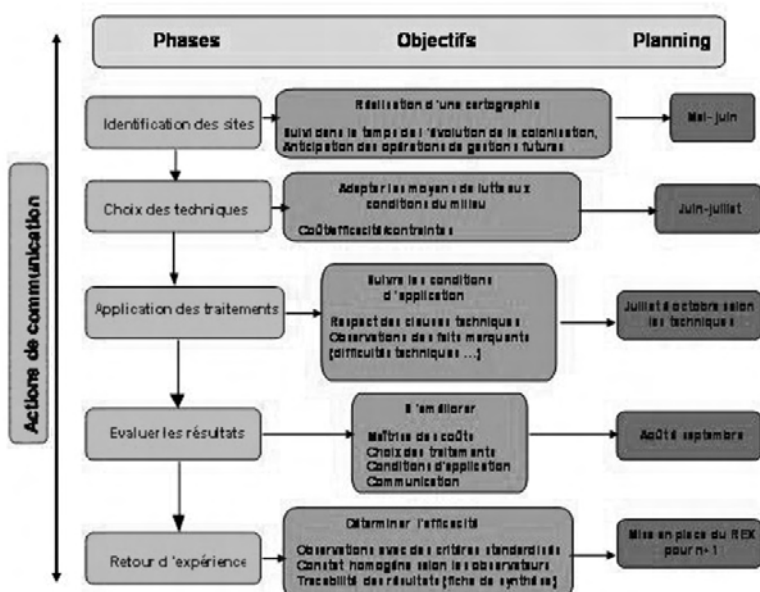 Phases Objectifs Planning
Actions de communication
Identification des sites
Réalisation d'une cartographie
Suivi dans le temps de l'évolution de la colonisation,
Anticipation des opérations de gestions futures
Mai-juin
Choix des techniques
Adapter les moyens de lutte aux
conditions du milieu
Coût/efficacité/contraintes
Juin-juillet
Application des traitements
Suivre les conditions
d'application
Respect des clauses techniques
Observations des faits marquants
(difficultés techniques ...)
Juillet à octobre selon
les techniques
Evaluer les résultats
S'améliorer
Maîtrise des coûts
Choix des traitements
Conditions d'application
Communication
Août à septembre
Retour d'expérience
Déterminer l'efficacité
Observations avec des critères standardisés
Constat homogène selon les observateurs
Tracabilité des résultats (fiche de synthèse)
Mise en place du REX
pour